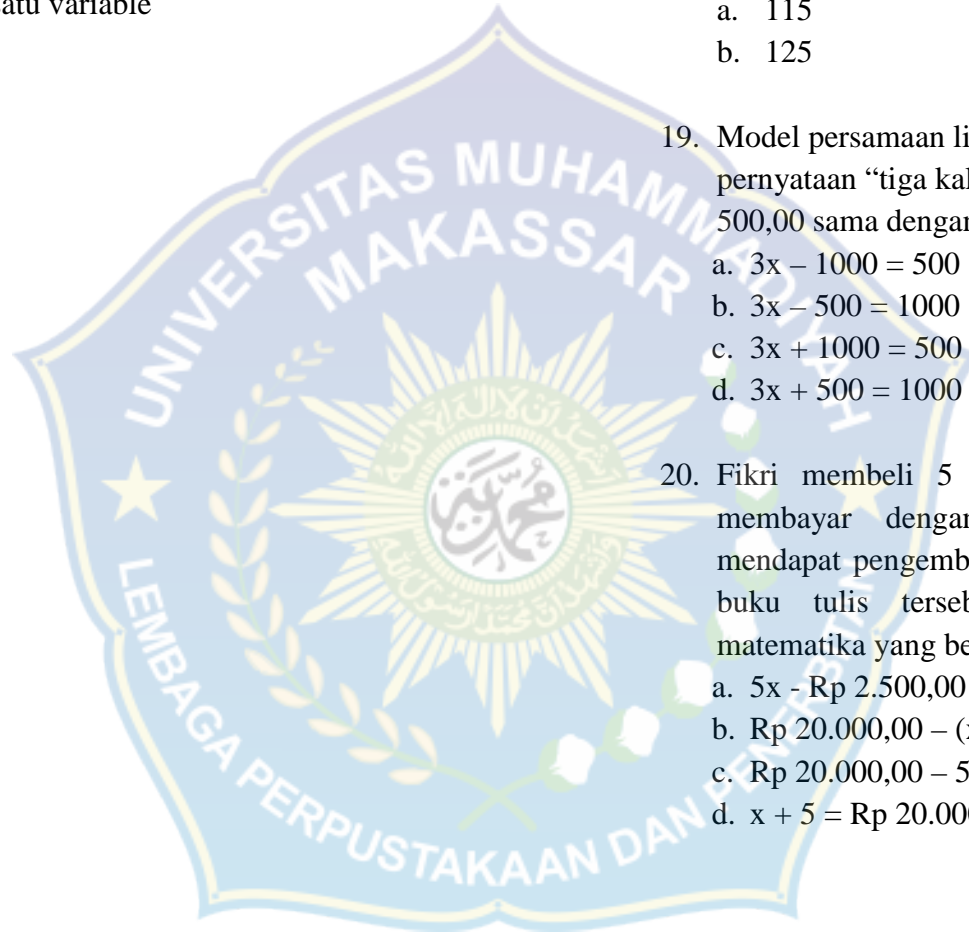 satu variable
a. 115
b. 125
19. Model persamaan li
pernyataan “tiga kal
500,00 sama dengan
a. 3x – 1000 = 500
b. 3x – 500 = 1000
c. 3x + 1000 = 500
d. 3x + 500 = 1000
20. Fikri membeli 5
membayar dengan
mendapat pengemb
buku tulis terseb
matematika yang be
a. 5x - Rp 2.500,00
b. Rp 20.000,00 – (x
c. Rp 20.000,00 – 5
d. x + 5 = Rp 20.000
UNIVERSITAS MUHAMMADIYAH
MAKASSAR
LEMBAGA PERPUSTAKAAN DAN PENERBITAN